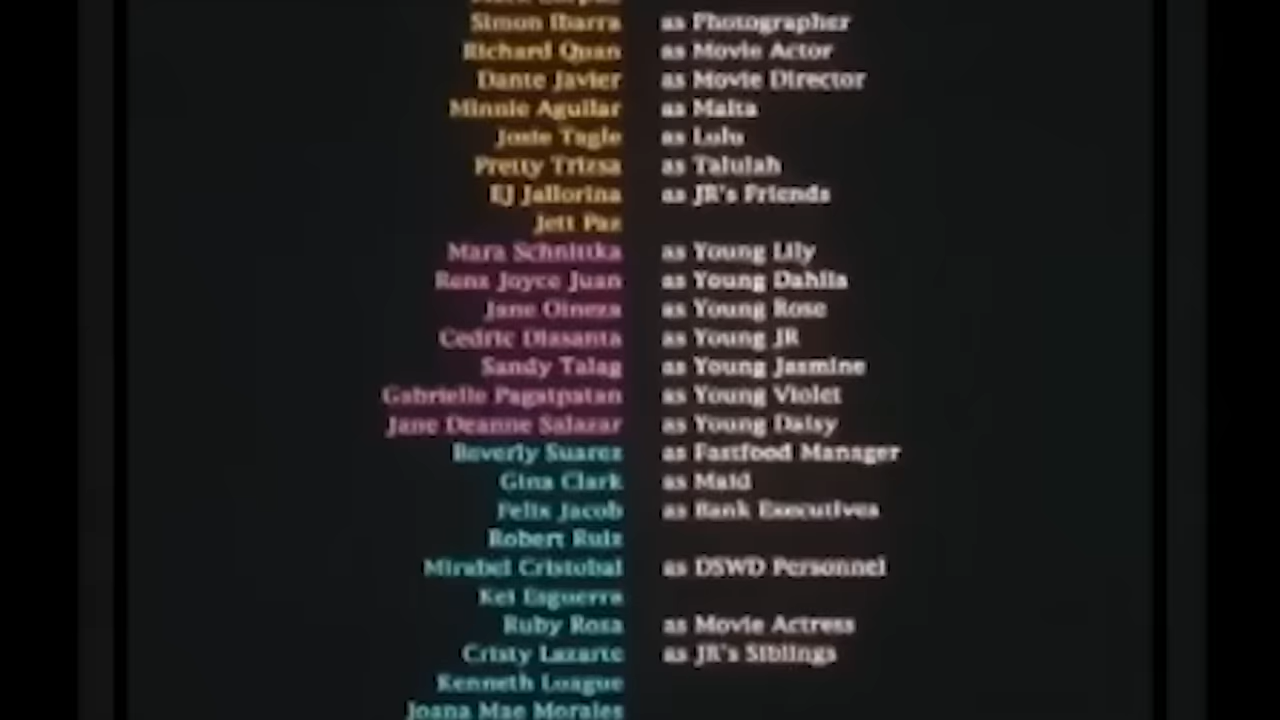 Simon Ibarra as Photographer
Richard Quan as Movie Actor
Dante Javier as Movie Director
Minnie Aguilar as Maita
Josie Tagle as Lulu
Pretty Trizsa as Talulah
EJ Jallorina as JR's Friends
Jett Paz
Mara Schnittka as Young Lily
Renz Joyce Juan as Young Dahlia
Jane Oineza as Young Rose
Cedric Diasanta as Young JR
Sandy Talag as Young Jasmine
Gabrielle Pagatpatan as Young Violet
Jane Deanne Salazar as Young Daisy
Beverly Suarez as Fastfood Manager
Gina Clark as Maid
Felix Jacob as Bank Executives
Robert Ruiz
Mirabel Cristobal as DSWD Personnel
Kei Esguerra
Ruby Rosa as Movie Actress
Cristy Lazarte as JR's Siblings
Kenneth Loague
Joana Mae Morales